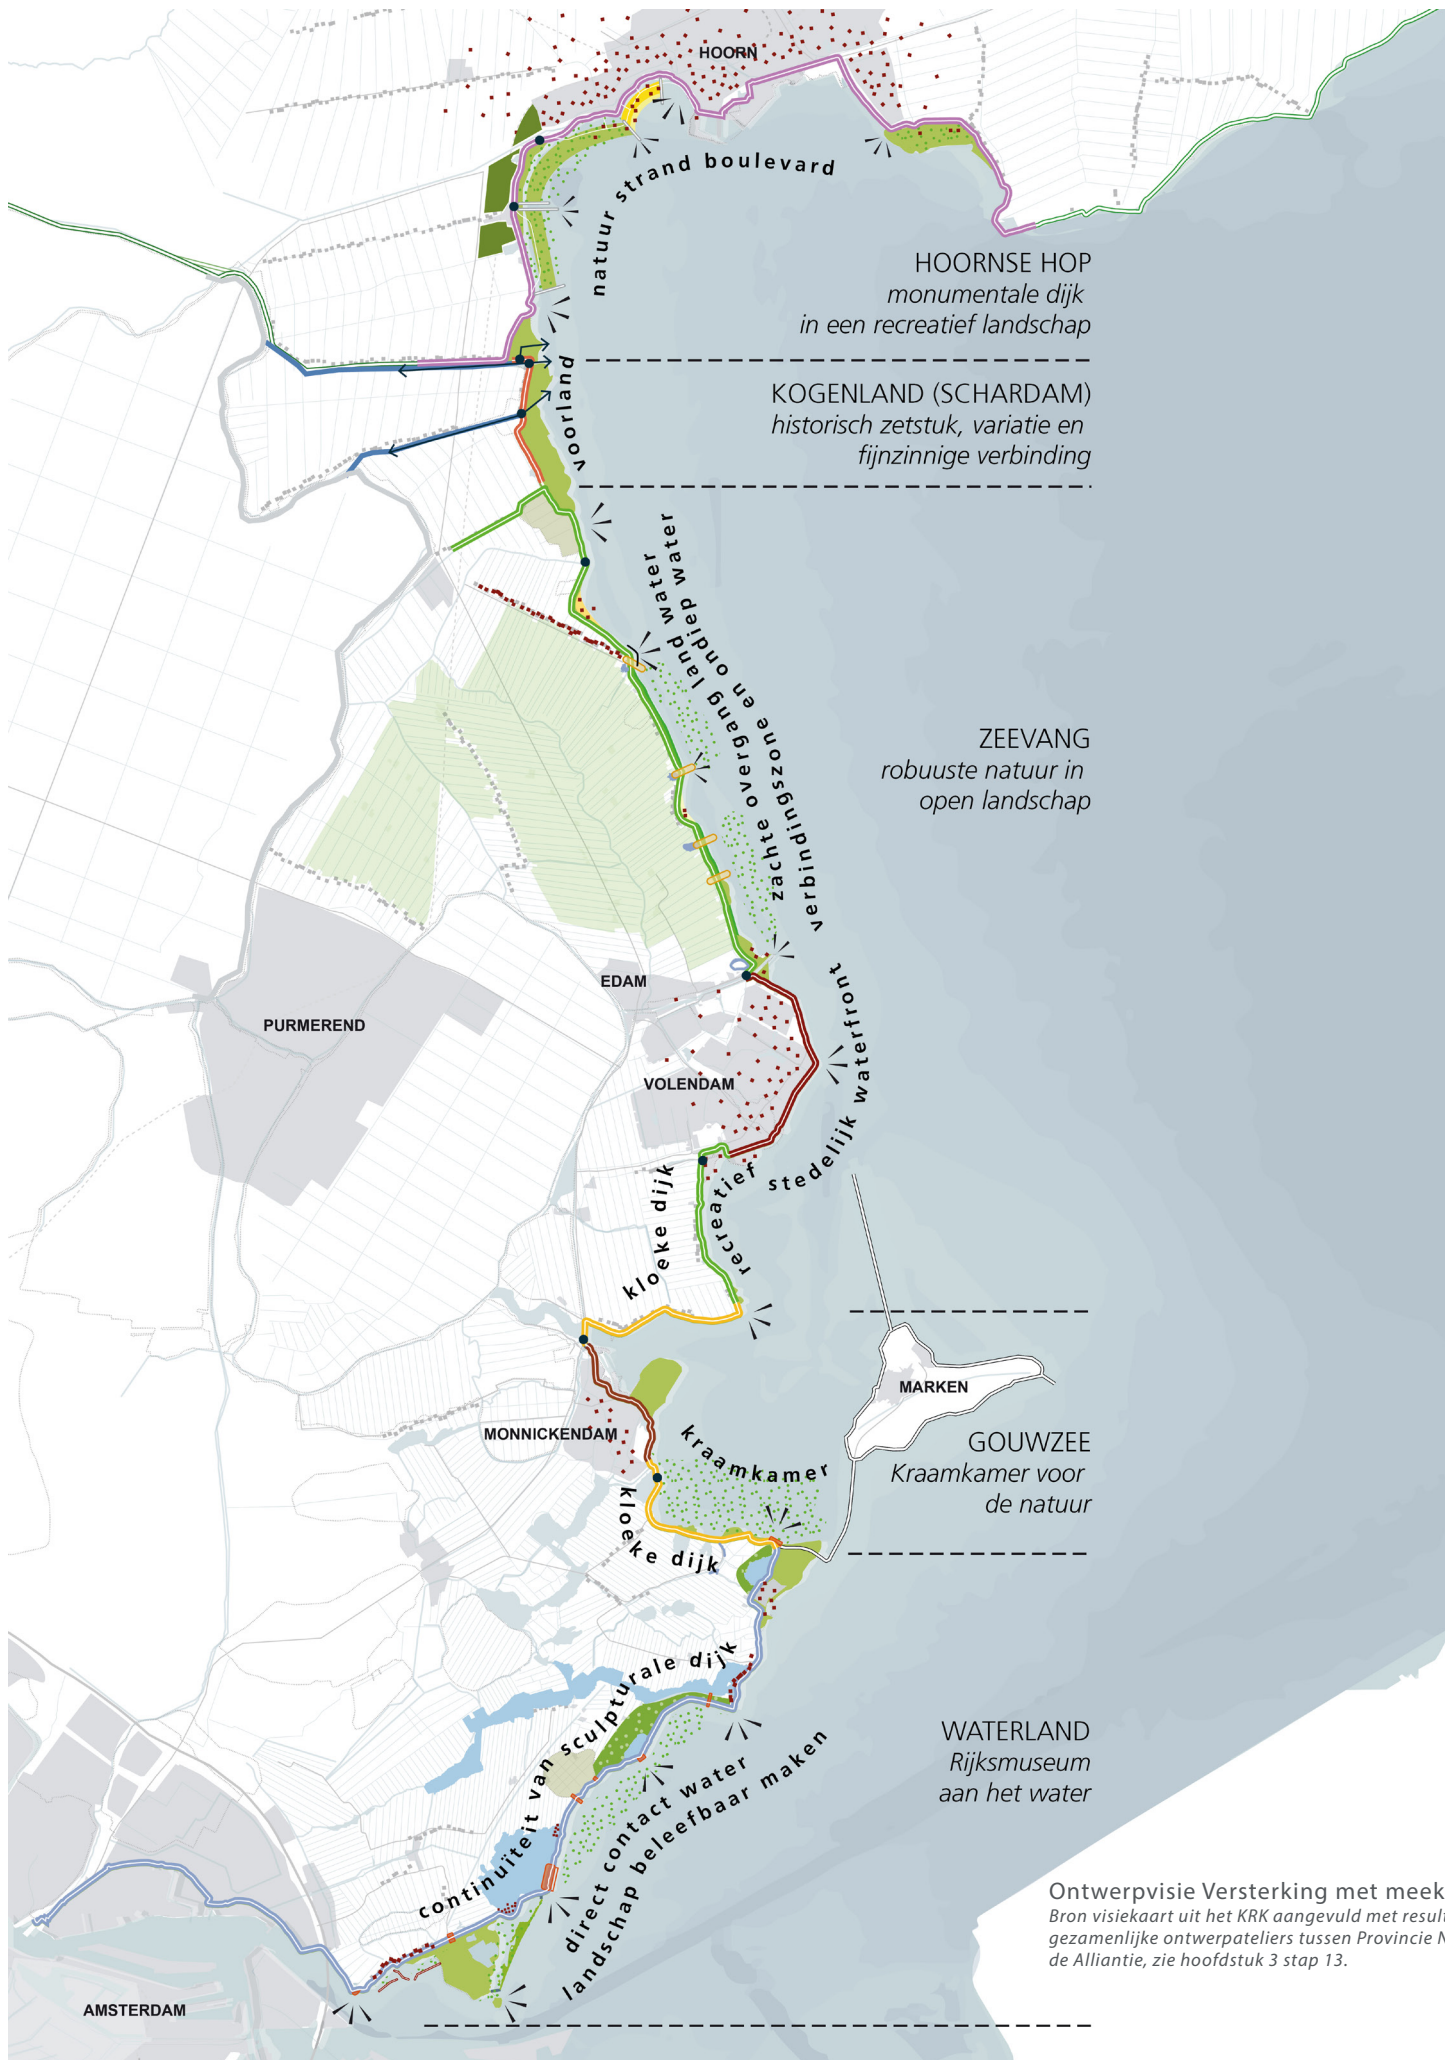 HOORN
natuur strand boulevard
HOORNSE HOP
monumentale dijk
in een recreatief landschap
voorland
KOGENLAND (SCHARDAM)
historisch zetstuk, variatie en
fijnzinnige verbinding
zachte overgang land water
verbindingszone en ondiep water
ZEEVANG
robuuste natuur in
open landschap
EDAM
PURMEREND
VOLENDAM
recreatief stedelijk waterfront
kloeke dijk
MARKEN
MONNICKENDAM
kraamkamer
GOUWZEE
Kraamkamer voor
de natuur
kloeke dijk
continuïteit van sculpturale dijk
WATERLAND
Rijksmuseum
aan het water
direct contact water
landschap beleefbaar maken
Ontwerpvisie Versterking met meek
Bron visiekaart uit het KRK aangevuld met result
gezamenlijke ontwerpateliers tussen Provincie N
de Alliantie, zie hoofdstuk 3 stap 13.
AMSTERDAM